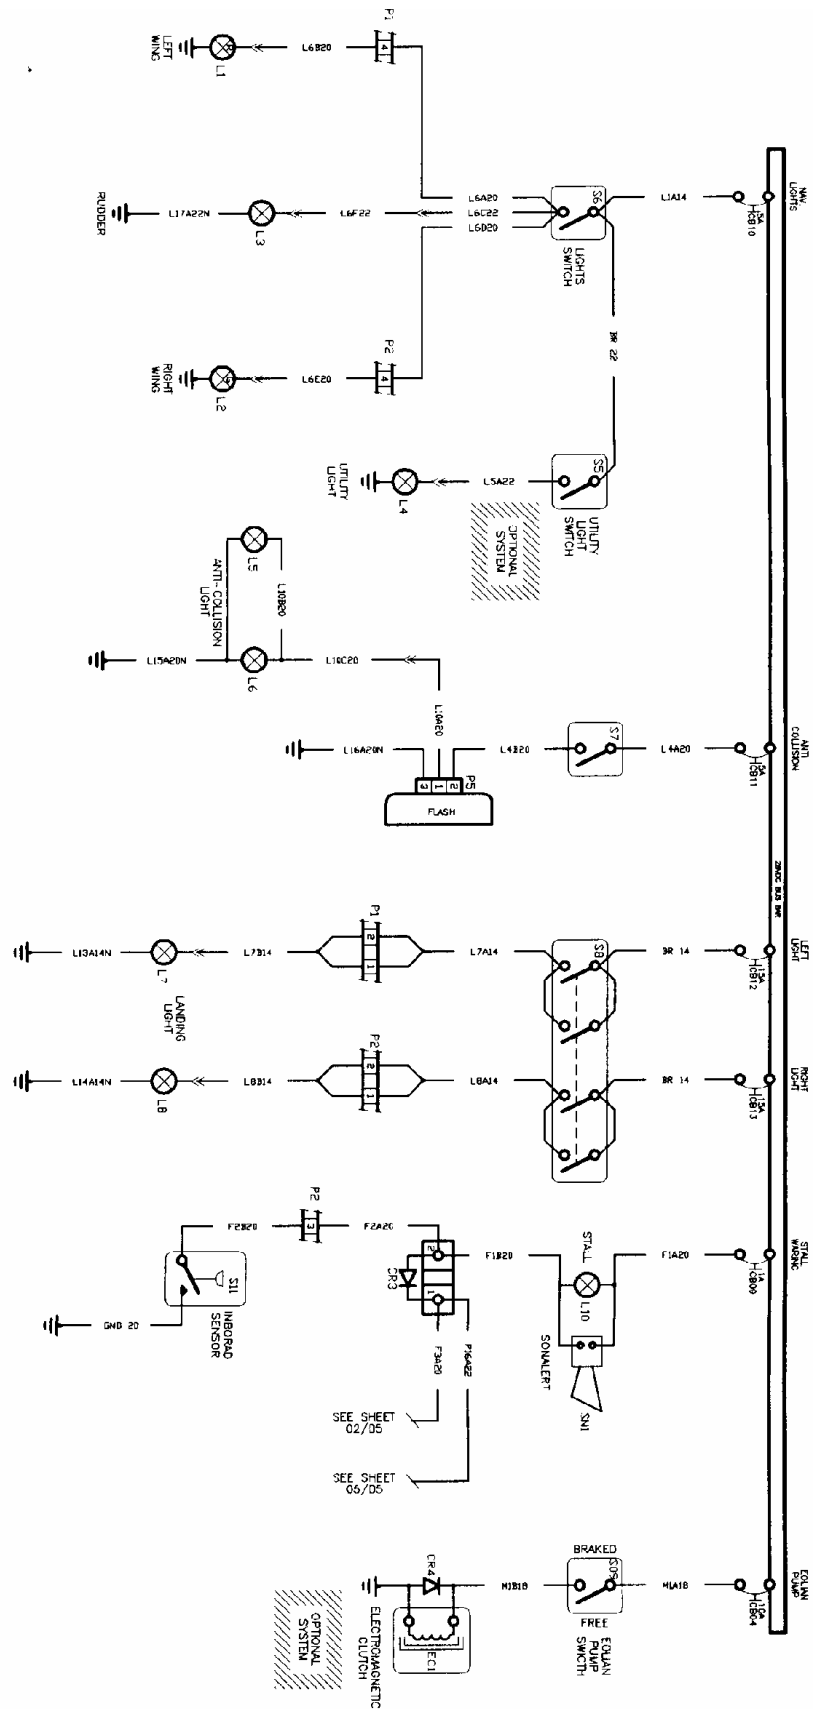 NAV.
LIGHTS
5A
HCB10
L1A14
S6
LIGHTS
SWITCH
L6A20
L6C22
L6D20
P1
4
L6B20
R
L1
LEFT
WING
L6F22
L3
L17A22N
RUDDER
P2
4
L6E20
L2
RIGHT
WING
BR 22
S5
UTILITY
LIGHT
SWITCH
L5A22
L4
UTILITY
LIGHT
OPTIONAL
SYSTEM
ANTI
COLLISION
5A
HCB11
L4A20
S7
L4B20
P5
2
1
3
FLASH
L16A20N
L10A20
L10C20
L10B20
L5
L6
ANTI-COLLISION
LIGHT
L15A20N
28VDC BUS BAR
LEFT
LIGHT
15A
HCB12
BR 14
S8
L7A14
P1
2
1
L7B14
L7
LANDING
LIGHT
L13A14N
RIGHT
LIGHT
15A
HCB13
BR 14
L8A14
P2
2
1
L8B14
L8
L14A14N
STALL
WARING
1A
HCB09
F1A20
STALL
L10
SONALERT
SN1
F1B20
2
1
CR3
F2A20
P2
3
F2B20
S11
INBORAD
SENSOR
GND 20
F3A20
P16A22
SEE SHEET
02/05
SEE SHEET
05/05
EOLIAN
PUMP
10A
HCB04
M1A18
BRAKED
S09
FREE
EOLIAN
PUMP
SWICTH
M1B18
CR4
EC1
ELECTROMAGNETIC
CLUTCH
OPTIONAL
SYSTEM